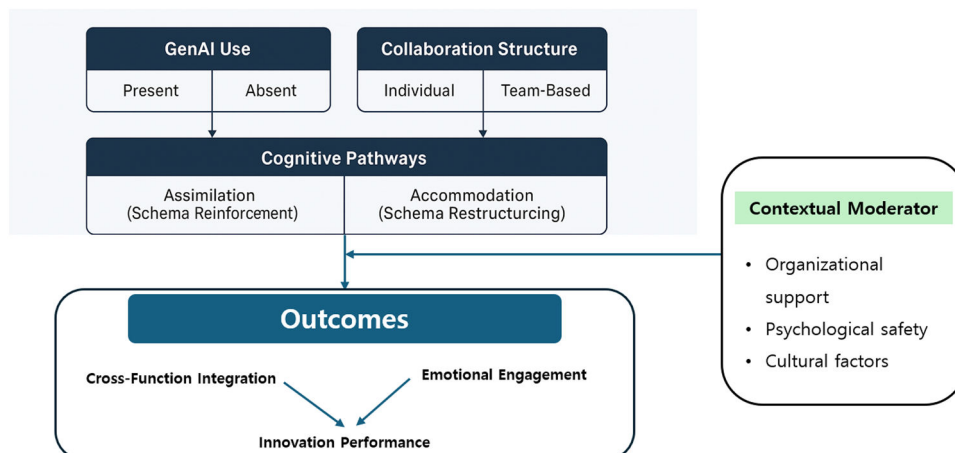 GenAI Use
Present
Absent
Collaboration Structure
Individual
Team-Based
Cognitive Pathways
Assimilation
(Schema Reinforcement)
Accommodation
(Schema Restructurcing)
Contextual Moderator
• Organizational
support
• Psychological safety
• Cultural factors
Outcomes
Cross-Function Integration
Emotional Engagement
Innovation Performance